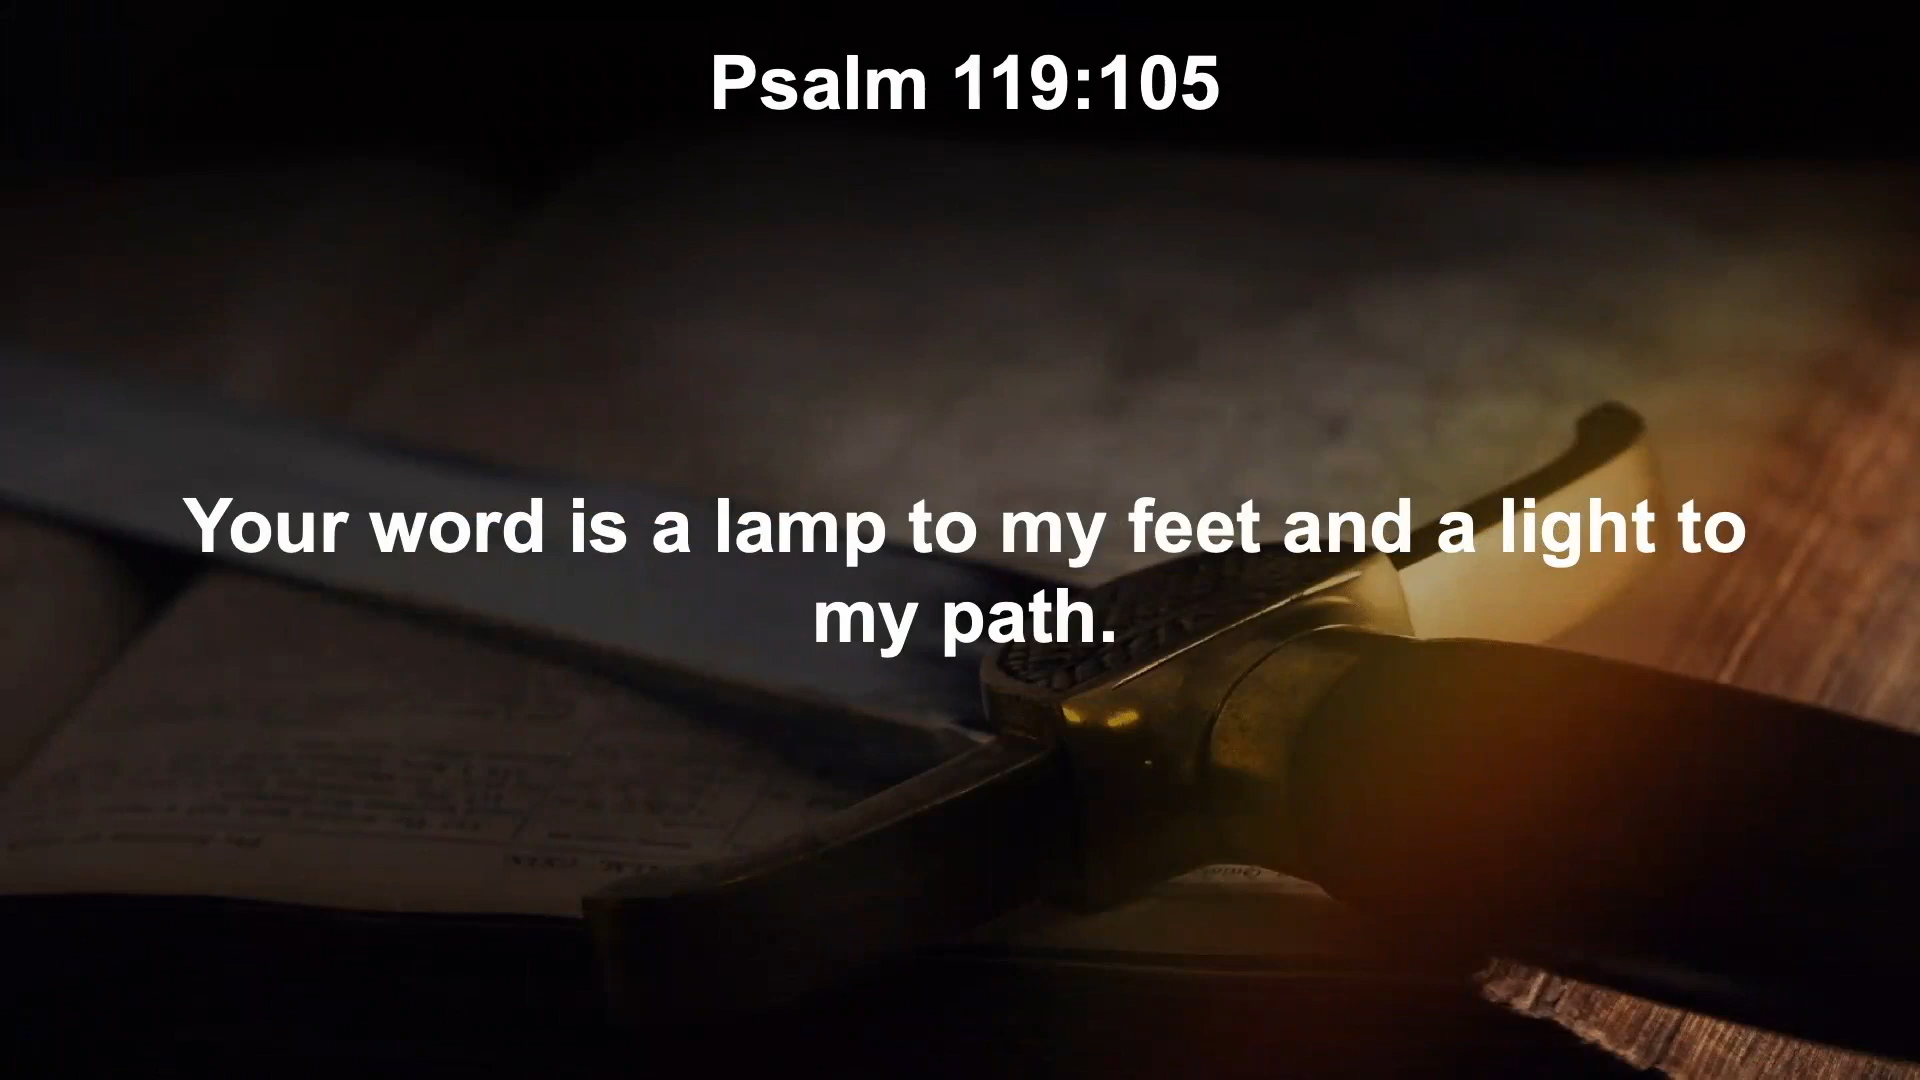 Psalm 119:105
Your word is a lamp to my feet and a light to
my path.